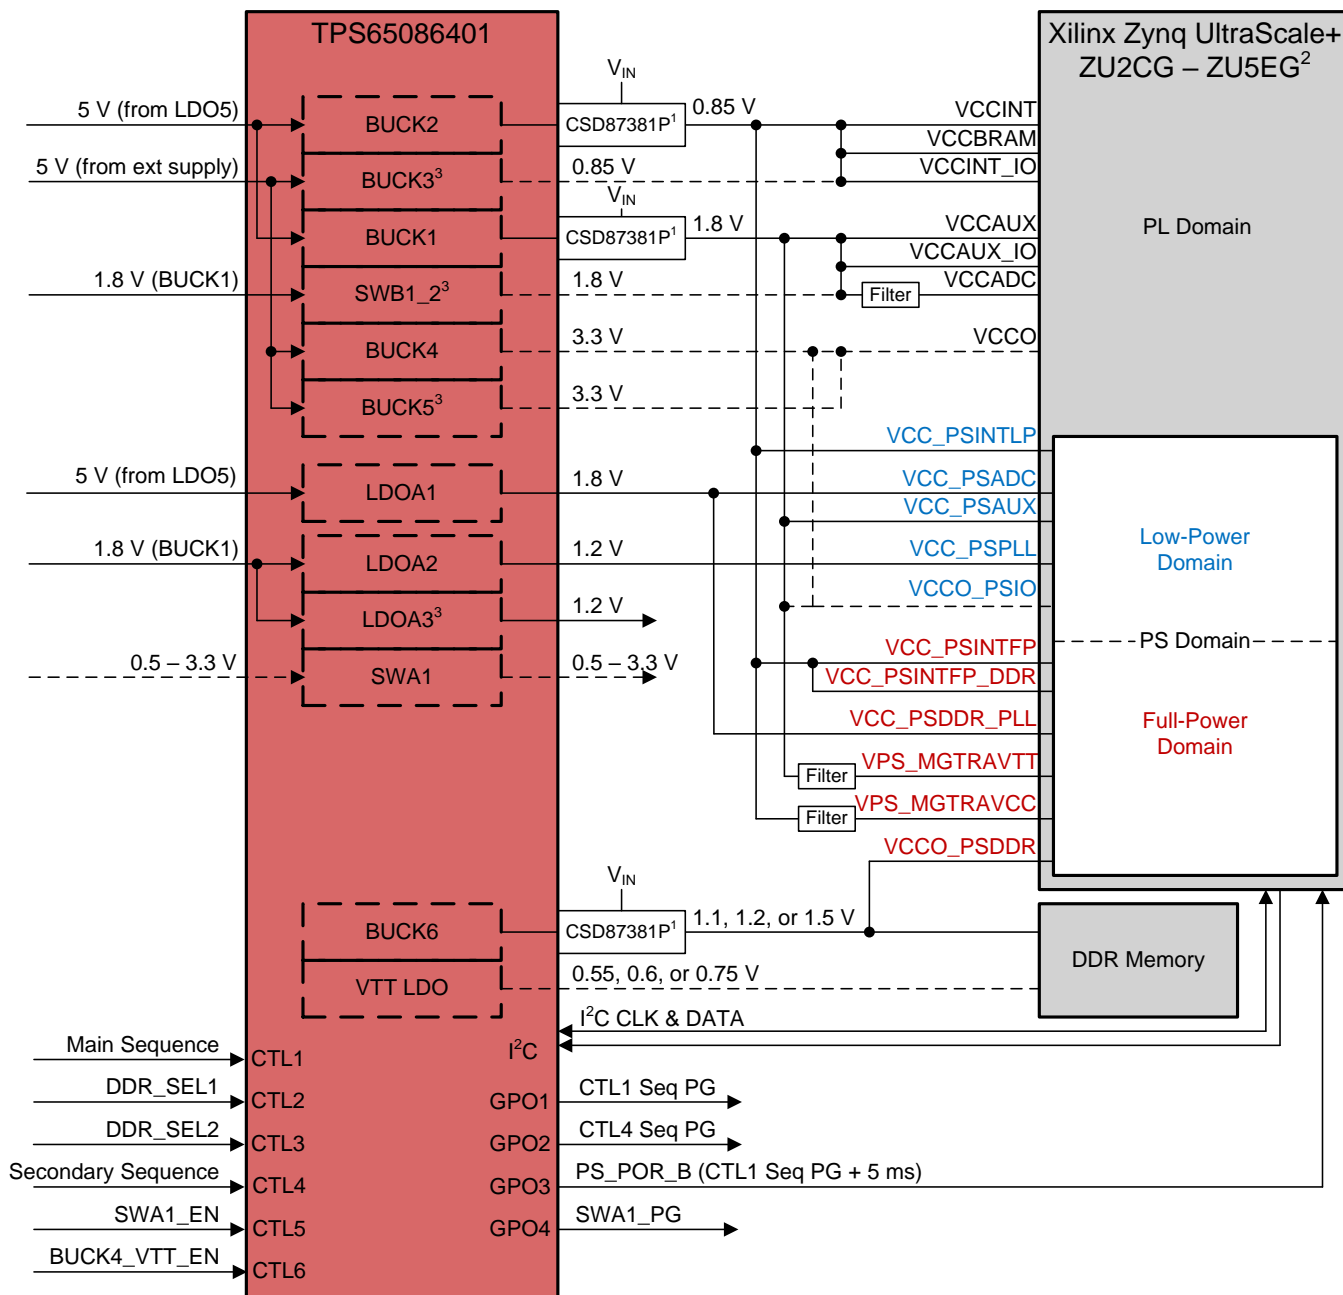 TPS65086401
Xilinx Zynq UltraScale+
ZU2CG – ZU5EG²
V_IN
5 V (from LDO5)
BUCK2
CSD87381P¹
0.85 V
VCCINT
VCCBRAM
5 V (from ext supply)
BUCK3³
0.85 V
VCCINT_IO
V_IN
BUCK1
CSD87381P¹
1.8 V
VCCAUX
PL Domain
VCCAUX_IO
1.8 V (BUCK1)
SWB1_2³
1.8 V
Filter
VCCADC
BUCK4
3.3 V
VCCO
BUCK5³
3.3 V
VCC_PSINTLP
5 V (from LDO5)
LDOA1
1.8 V
VCC_PSADC
VCC_PSAUX
Low-Power
Domain
1.8 V (BUCK1)
LDOA2
1.2 V
VCC_PSPLL
VCCO_PSIO
LDOA3³
1.2 V
PS Domain
0.5 – 3.3 V
SWA1
0.5 – 3.3 V
VCC_PSINTFP
VCC_PSINTFP_DDR
VCC_PSDDR_PLL
Full-Power
Domain
Filter
VPS_MGTRAVTT
Filter
VPS_MGTRAVCC
VCCO_PSDDR
V_IN
BUCK6
CSD87381P¹
1.1, 1.2, or 1.5 V
DDR Memory
VTT LDO
0.55, 0.6, or 0.75 V
I²C CLK & DATA
Main Sequence
CTL1
I²C
DDR_SEL1
CTL2
GPO1
CTL1 Seq PG
DDR_SEL2
CTL3
GPO2
CTL4 Seq PG
Secondary Sequence
CTL4
GPO3
PS_POR_B (CTL1 Seq PG + 5 ms)
SWA1_EN
CTL5
GPO4
SWA1_PG
BUCK4_VTT_EN
CTL6